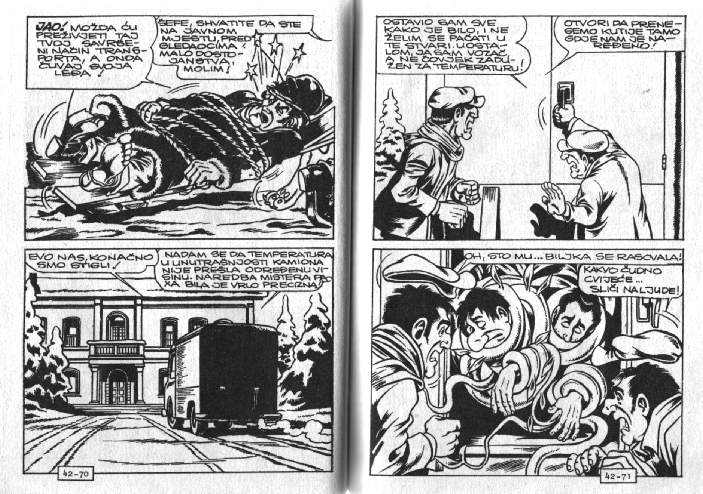 JAO! MOŽDA ĆU
PREŽIVJETI TAJ
TVOJ SAVRŠE-
NI NAČIN TRANS-
PORTA, A ONDA
ČUVAJ SVOJA
LEĐA!
ŠEFE, SHVATITE DA STE
NA JAVNOM
MJESTU, PRED
GLEDAOCIMA!
MALO DOSTO-
JANSTVA,
MOLIM!
EVO NAS, KONAČNO
SMO STIGLI!
NADAM SE DA TEMPERATURA
U UNUTRAŠNJOSTI KAMIONA
NIJE PREŠLA ODREĐENU VI-
SINU. NAREDBA MISTERA
BILA JE VRLO PRECIZNA!
42-70
OSTAVIO SAM SVE
KAKO JE BILO, I NE
ŽELIM SE PAČATI U
TE STVARI. UOSTA-
LOM, JA SAM VOZAČ,
A NE ČOVJEK ZADU-
ŽEN ZA TEMPERATURU!
OTVORI DA PRENE-
SEMO KUTIJE TAMO
GDJE NAM JE NA-
REĐENO!
OH, ŠTO MU... BILJKA SE RASCVALA!
KAKVO ČUDNO
CVIJEĆE...
SLIČI NA LJUDE!
42-71